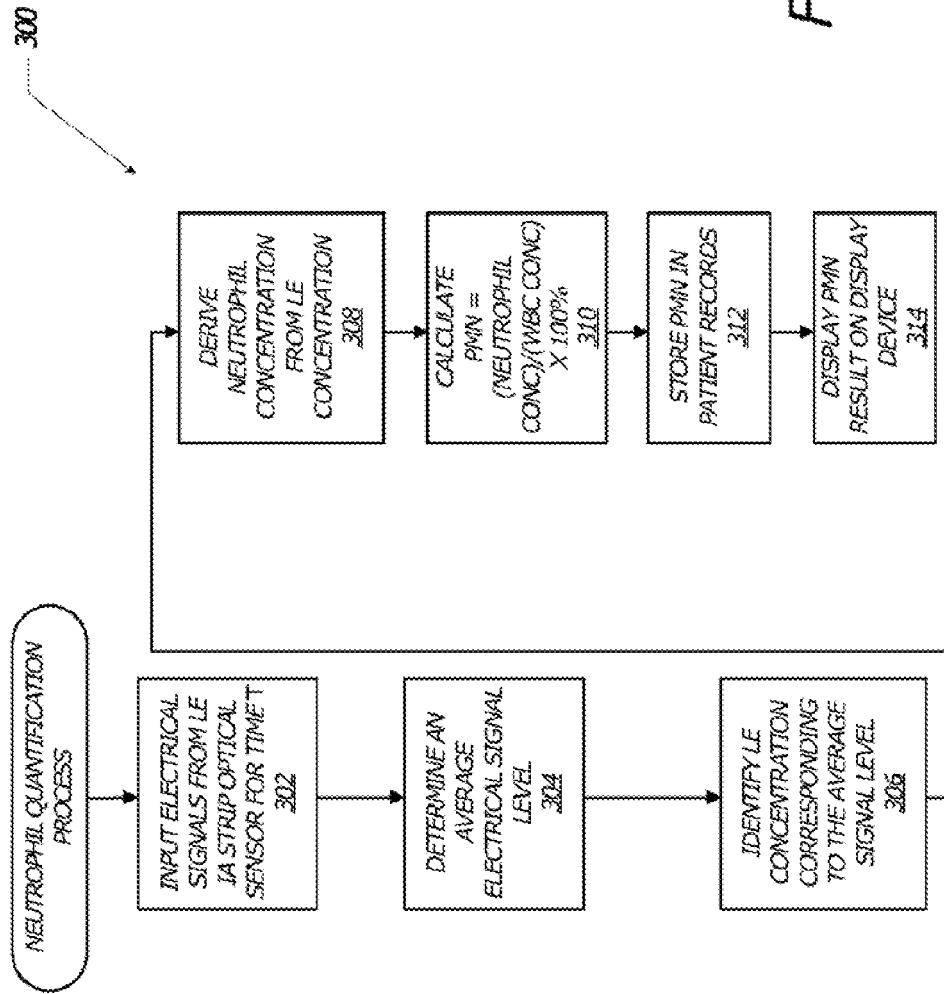 300
NEUTROPHIL QUANTIFICATION
PROCESS
INPUT ELECTRICAL
SIGNALS FROM LE
IA STRIP OPTICAL
SENSOR FOR TIMET
302
DETERMINE AN
AVERAGE
ELECTRICAL SIGNAL
LEVEL
304
IDENTIFY LE
CONCENTRATION
CORRESPONDING
TO THE AVERAGE
SIGNAL LEVEL
306
DERIVE
NEUTROPHIL
CONCENTRATION
FROM LE
CONCENTRATION
308
CALCULATE
PMN =
(NEUTROPHIL
CONC)/(WBC CONC)
X 100%
310
STORE PMN IN
PATIENT RECORDS
312
DISPLAY PMN
RESULT ON DISPLAY
DEVICE
314